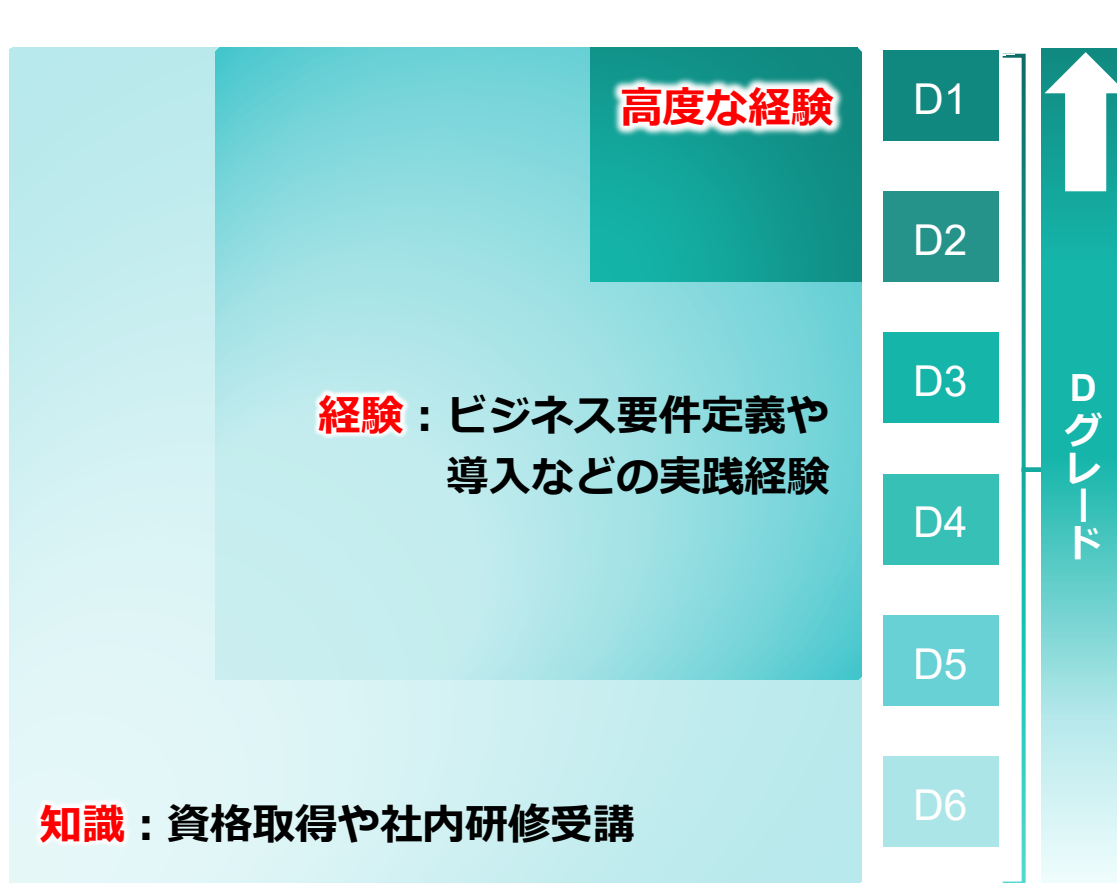 高度な経験
経験：ビジネス要件定義や
導入などの実践経験
知識：資格取得や社内研修受講
D1
D2
D3
D4
D5
D6
Dグレード